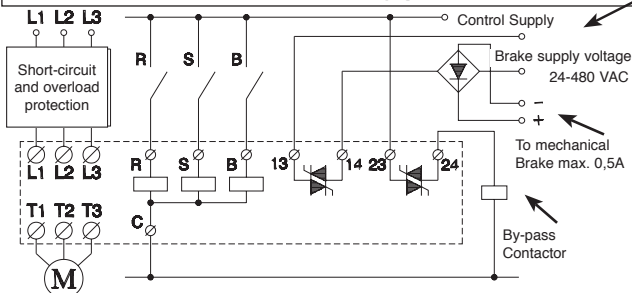 L1 L2 L3
Control Supply
R S B
Brake supply voltage
24-480 VAC
Short-circuit
and overload
protection
–
+
To mechanical
Brake max. 0,5A
L1 L2 L3
R S B 13 14 23 24
T1 T2 T3
C
By-pass
Contactor
M